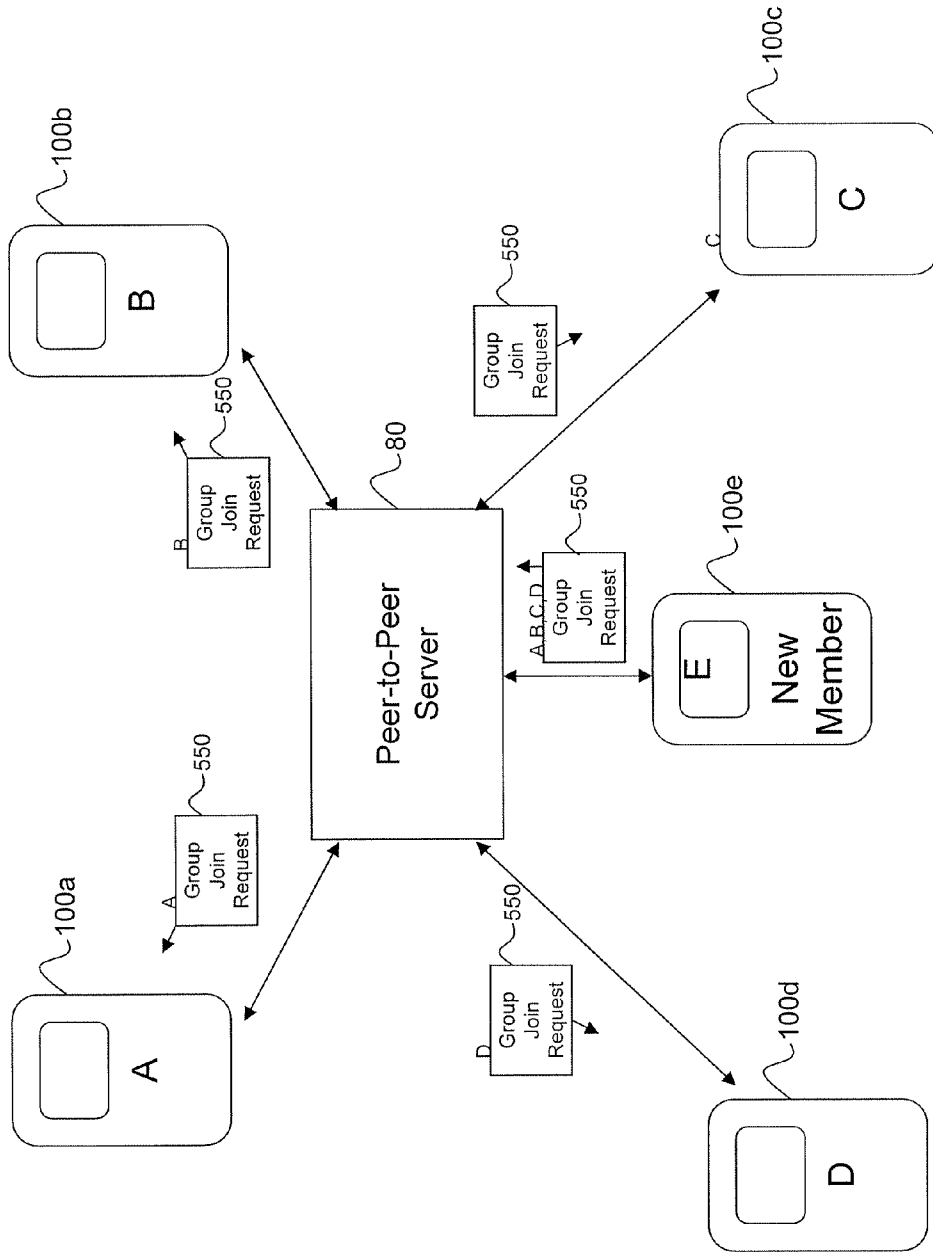 100a
A
100b
B
A
550
Group
Join
Request
B
550
Group
Join
Request
80
Peer-to-Peer
Server
D
550
Group
Join
Request
A,B,C,D
550
Group
Join
Request
550
Group
Join
Request
100d
D
100e
E
New
Member
100c
C
C